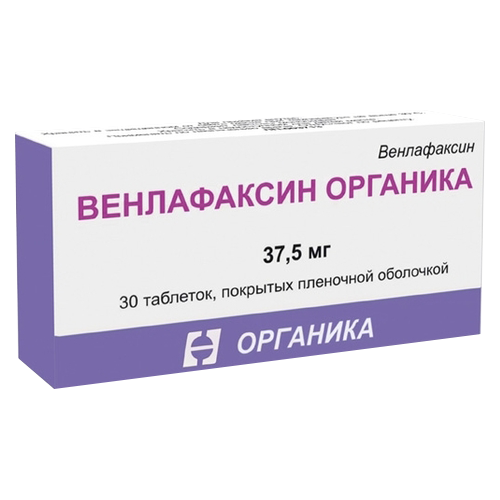 Венлафаксин
ВЕНЛАФАКСИН ОРГАНИКА
37,5 мг
30 таблеток, покрытых пленочной оболочкой
ОРГАНИКА